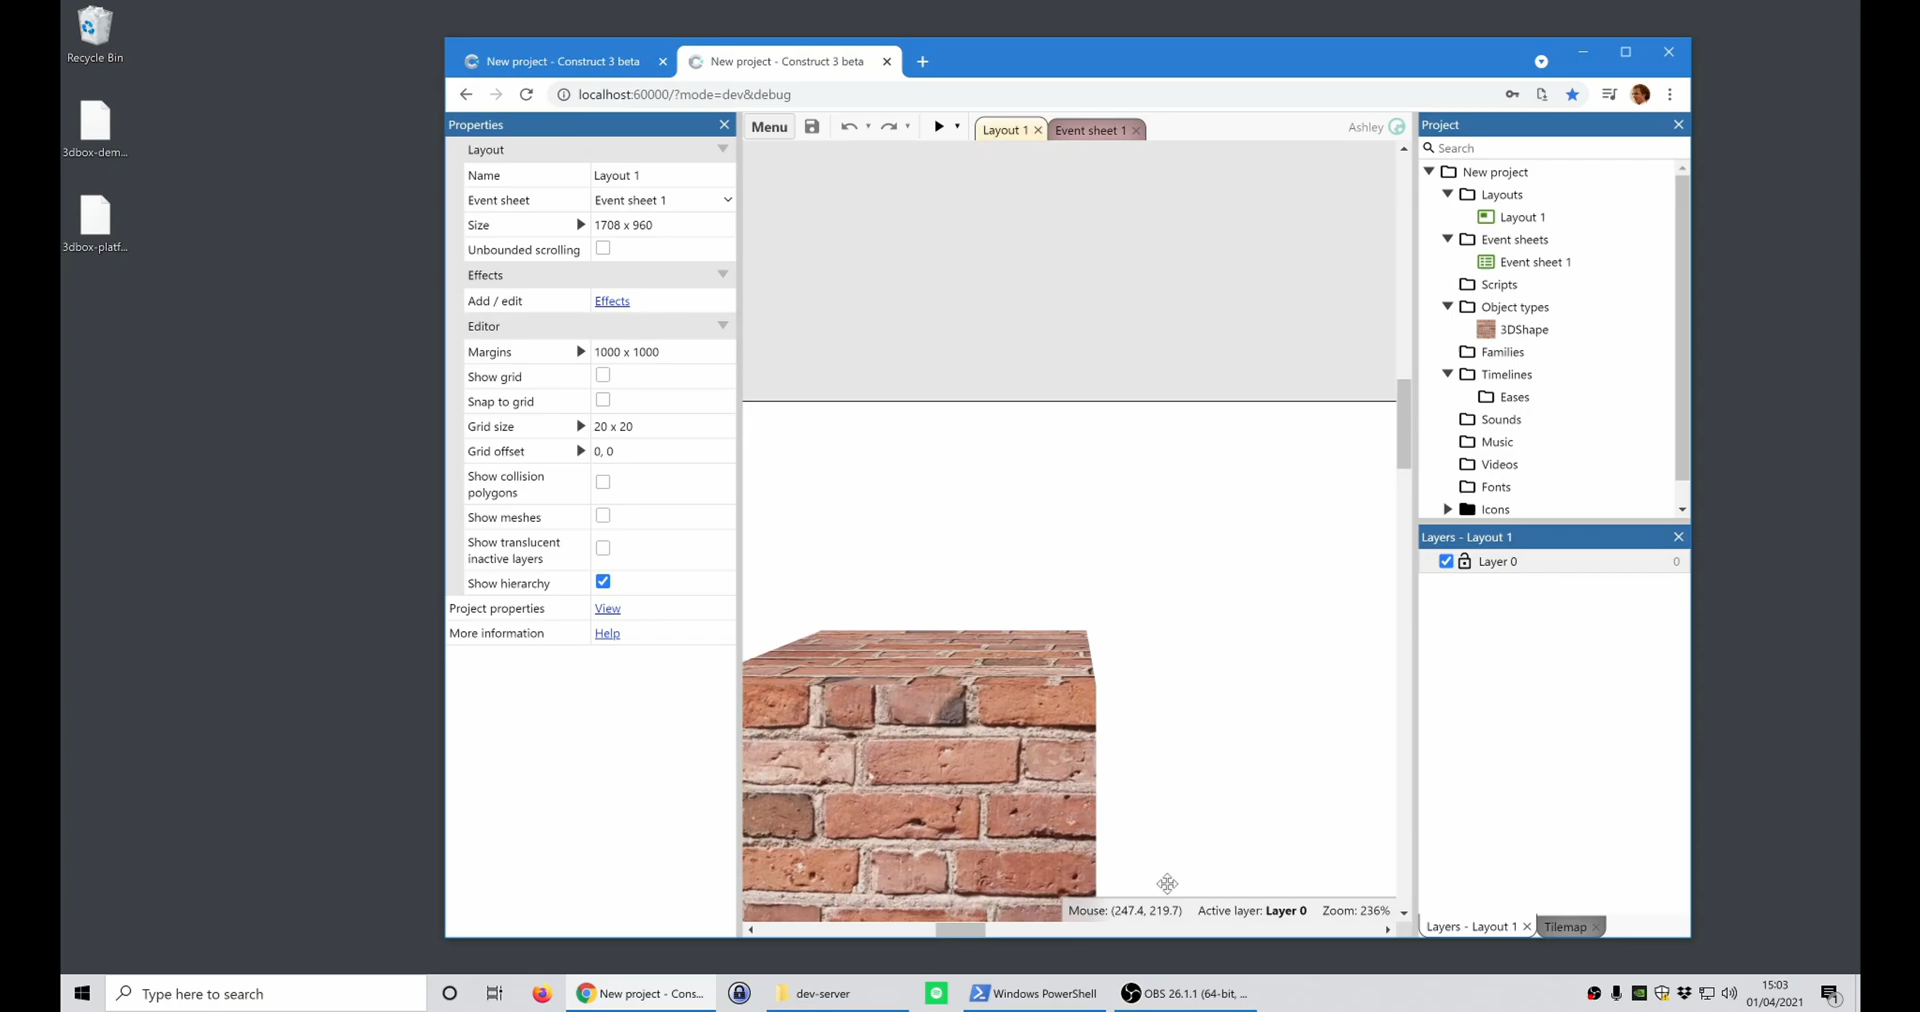 Recycle Bin
3dbox-dem...
3dbox-platf...
New project - Construct 3 beta
New project - Construct 3 beta
localhost:60000/?mode=dev&debug
Properties
Layout
Name Layout 1
Event sheet Event sheet 1
Size 1708 x 960
Unbounded scrolling
Effects
Add / edit Effects
Editor
Margins 1000 x 1000
Show grid
Snap to grid
Grid size 20 x 20
Grid offset 0, 0
Show collision
polygons
Show meshes
Show translucent
inactive layers
Show hierarchy
Project properties View
More information Help
Menu
Layout 1
Event sheet 1
Ashley
Mouse: (247.4, 219.7) Active layer: Layer 0 Zoom: 236%
Project
Search
New project
Layouts
Layout 1
Event sheets
Event sheet 1
Scripts
Object types
3DShape
Families
Timelines
Eases
Sounds
Music
Videos
Fonts
Icons
Layers - Layout 1
Layer 0 0
Layers - Layout 1
Tilemap
Type here to search
New project - Cons...
dev-server
Windows PowerShell
OBS 26.1.1 (64-bit, ...
15:03
01/04/2021
1